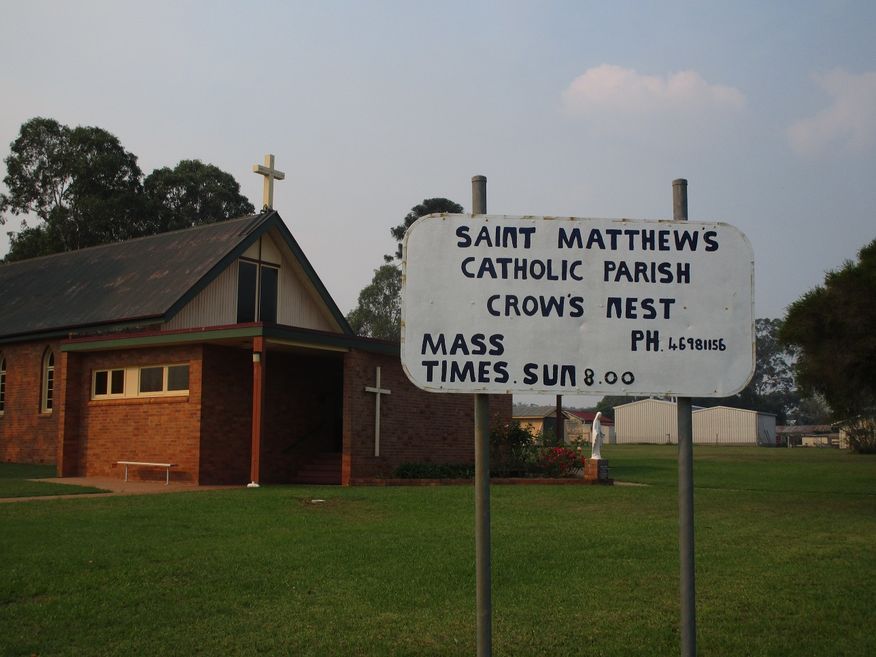 SAINT MATTHEW'S
CATHOLIC PARISH
CROW'S NEST
MASS PH. 46981156
TIMES. SUN 8.00